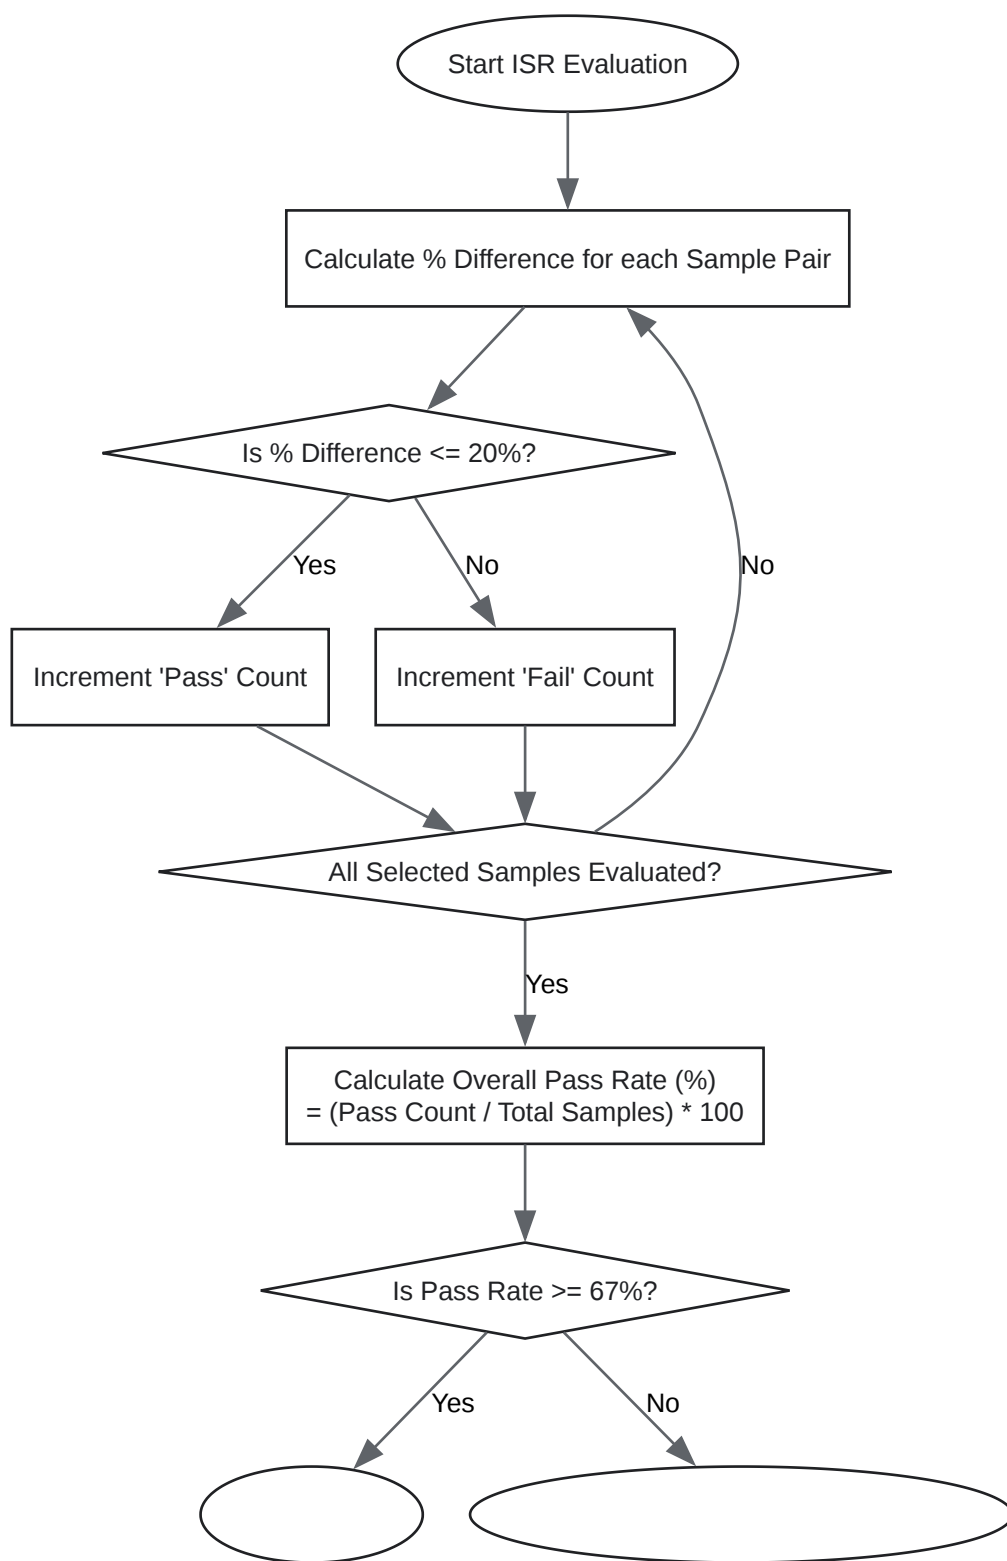 Start ISR Evaluation
Calculate % Difference for each Sample Pair
Is % Difference <= 20%?
Yes
No
No
Increment 'Pass' Count
Increment 'Fail' Count
All Selected Samples Evaluated?
Yes
Calculate Overall Pass Rate (%)
= (Pass Count / Total Samples) * 100
Is Pass Rate >= 67%?
Yes
No